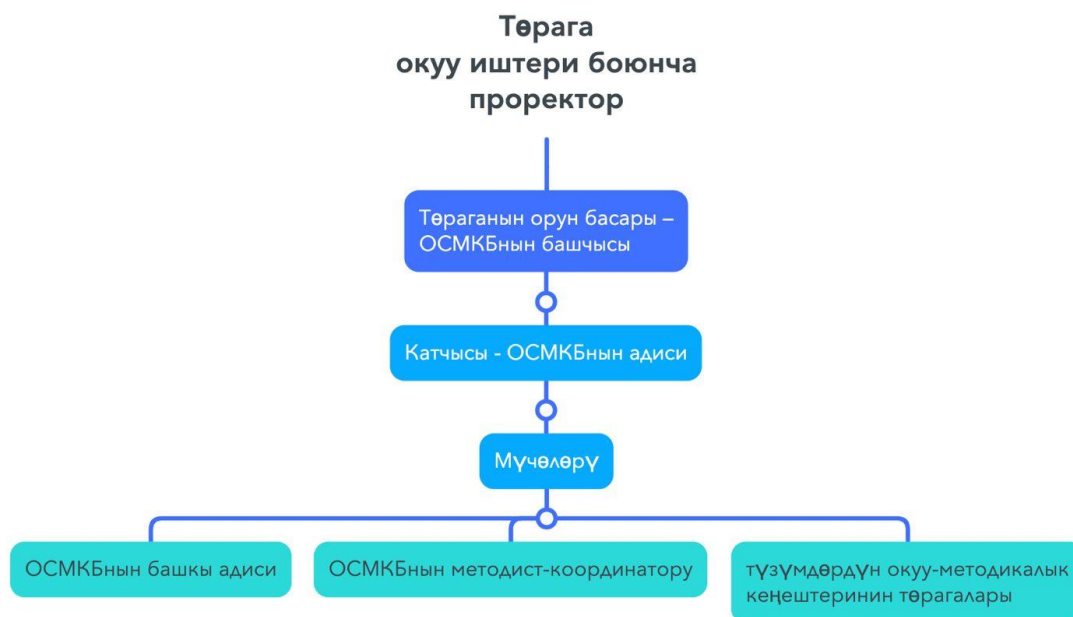 Төрага
окуу иштери боюнча
проректор
Төраганын орун басары –
ОСМКБнын башчысы
Катчысы - ОСМКБнын адиси
Мүчөлөрү
ОСМКБнын башкы адиси
ОСМКБнын методист-координатору
түзүмдөрдүн окуу-методикалык
кеңештеринин төрагалары